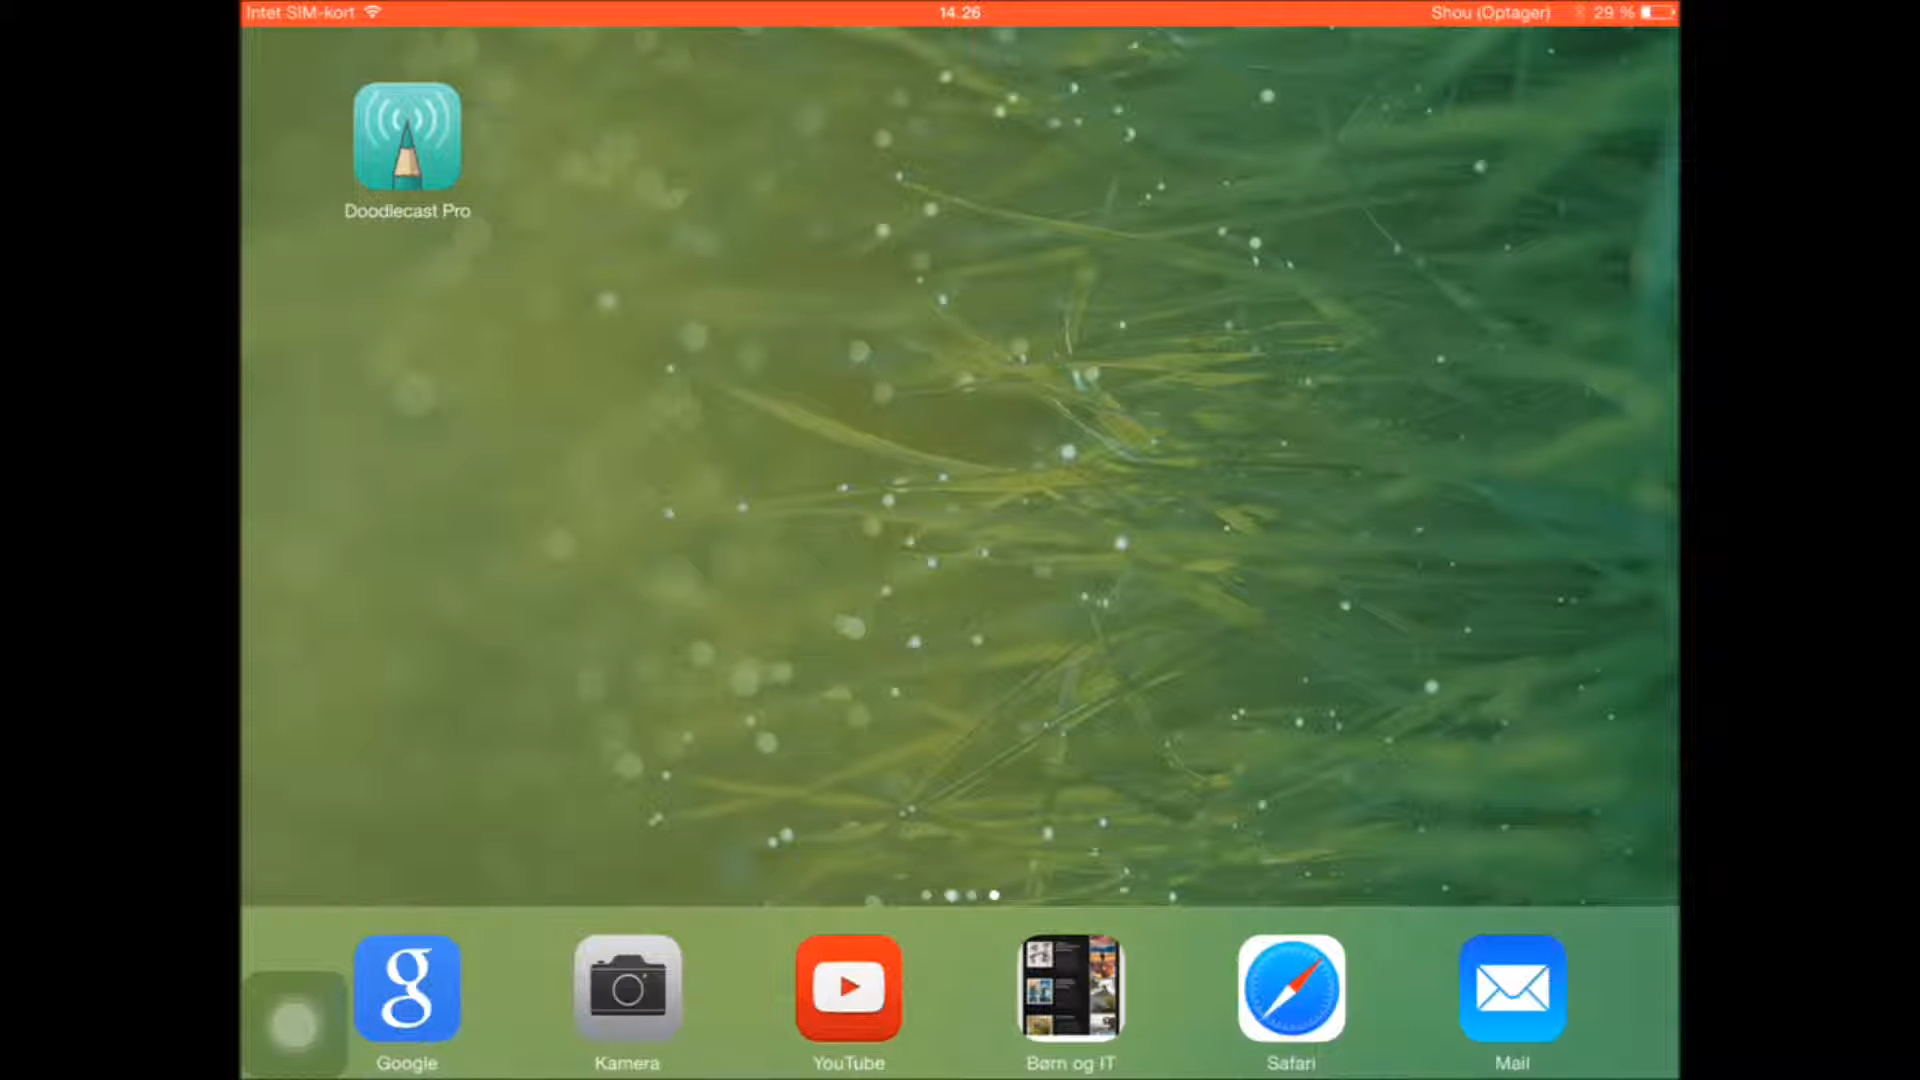 Intet SIM-kort
14.26
Shou (Optager)
29 %
Doodlecast Pro
g
Google
Kamera
YouTube
Børn og IT
Safari
Mail